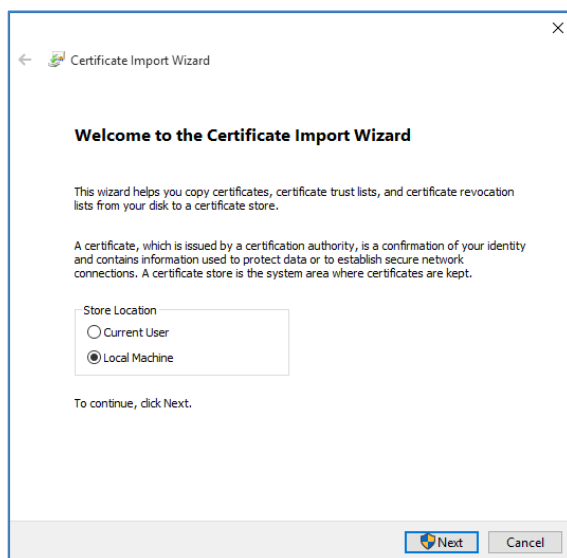 Certificate Import Wizard
Welcome to the Certificate Import Wizard
This wizard helps you copy certificates, certificate trust lists, and certificate revocation
lists from your disk to a certificate store.
A certificate, which is issued by a certification authority, is a confirmation of your identity
and contains information used to protect data or to establish secure network
connections. A certificate store is the system area where certificates are kept.
Store Location
Current User
Local Machine
To continue, click Next.
Next Cancel